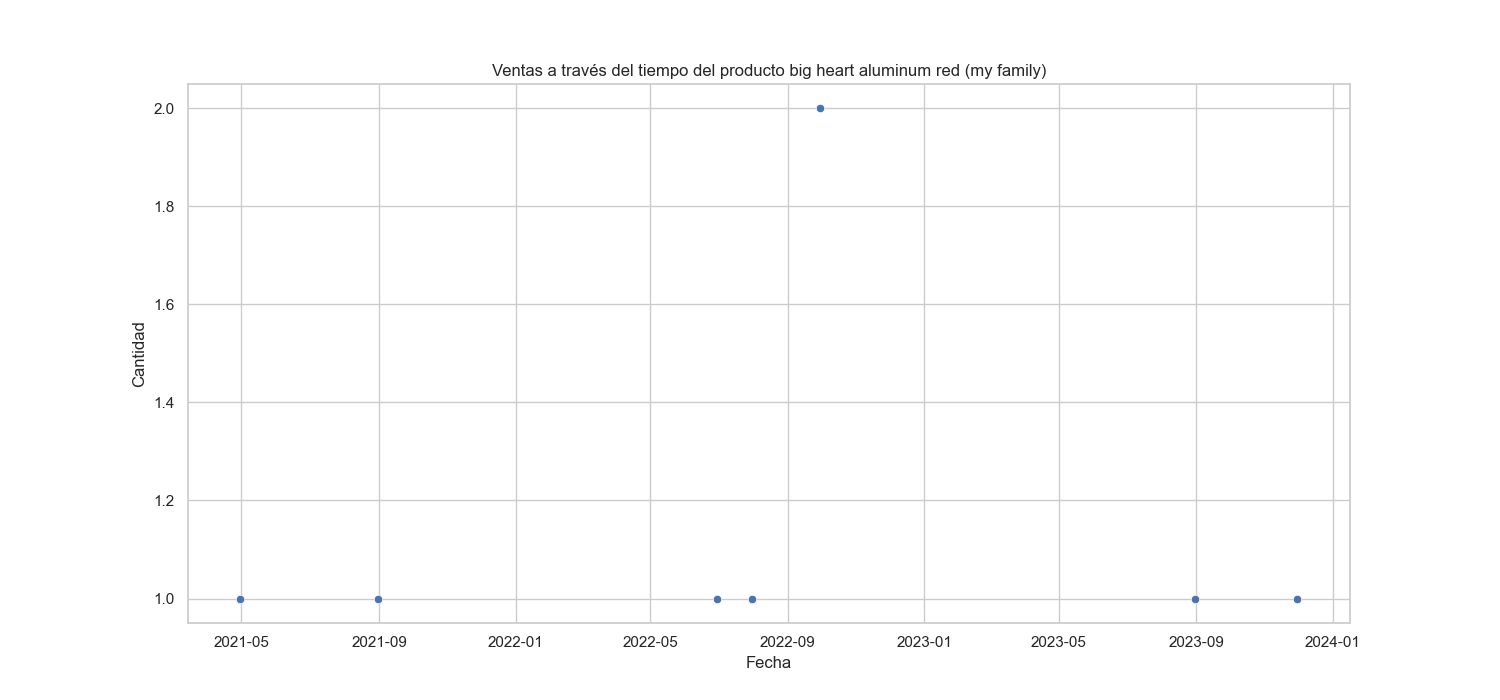 Ventas a través del tiempo del producto big heart aluminum red (my family)
2.0
1.8
1.6
1.4
1.2
1.0
Cantidad
2021-05 2021-09 2022-01 2022-05 2022-09 2023-01 2023-05 2023-09 2024-01
Fecha